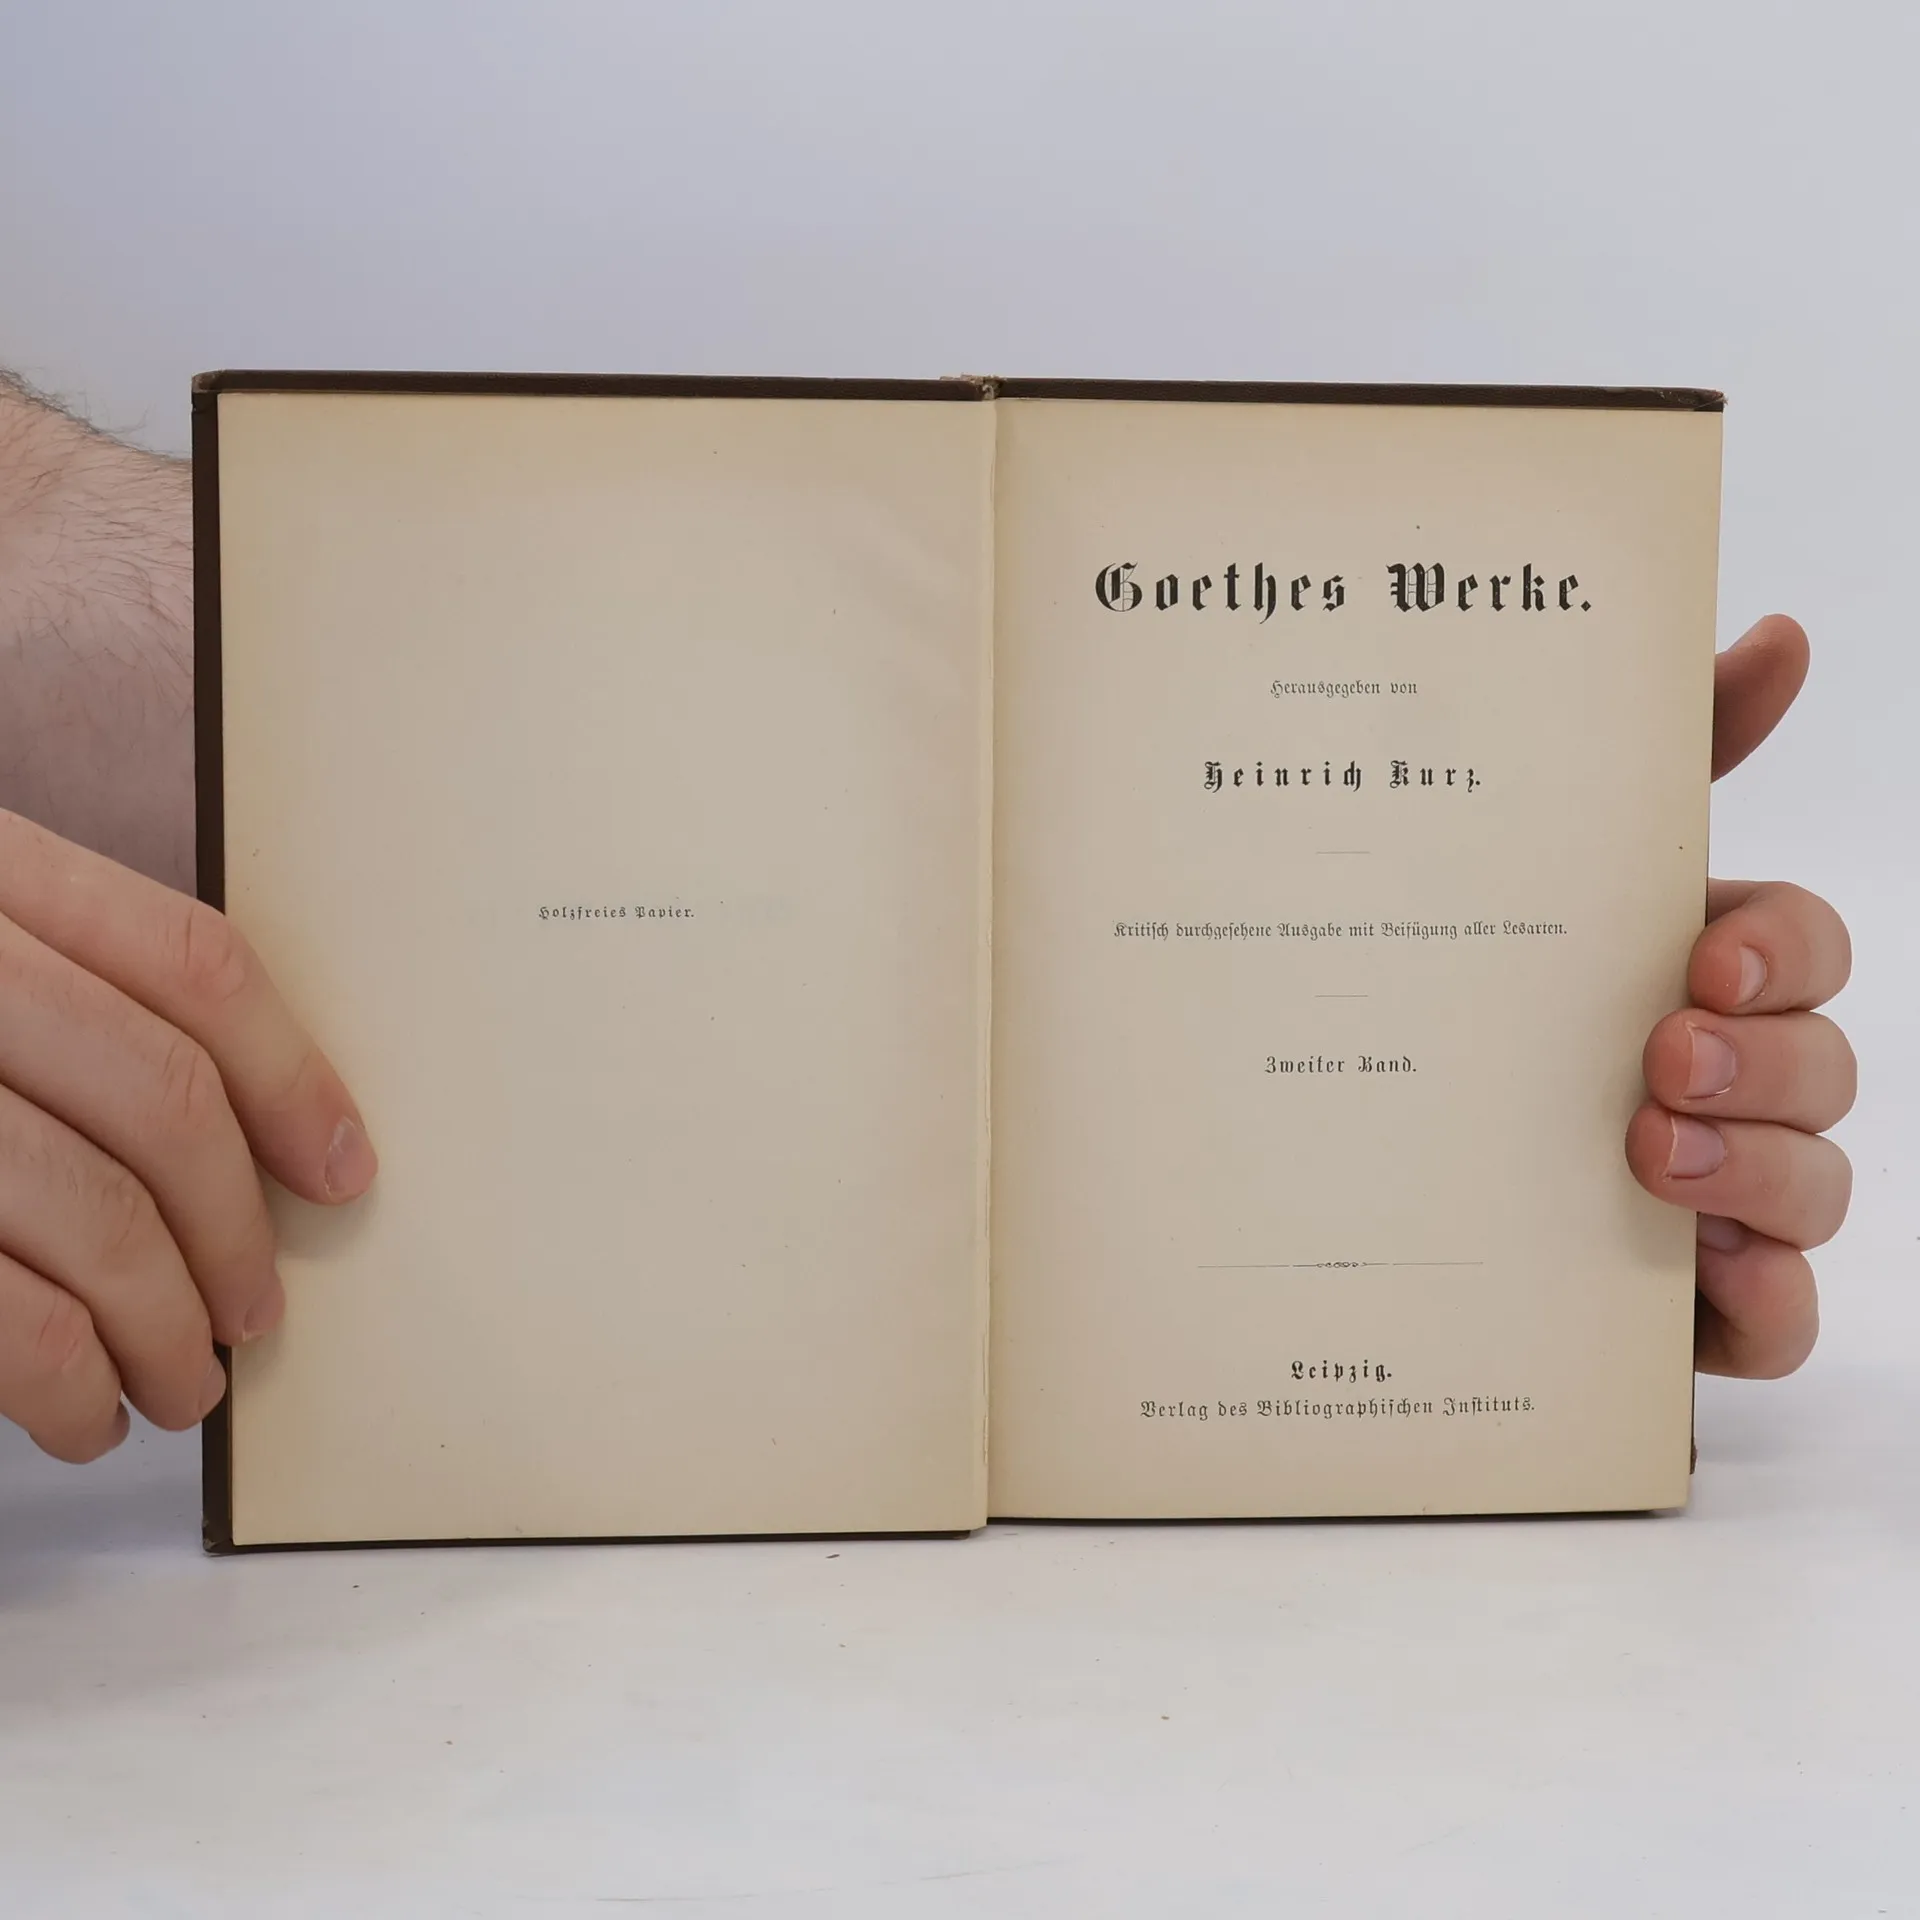 Holzfreies Papier.
Goethes Werke.
Herausgegeben von
Heinrich Kurz.
Kritisch durchgesehene Ausgabe mit Beifügung aller Lesarten.
Zweiter Band.
Leipzig.
Verlag des Bibliographischen Instituts.